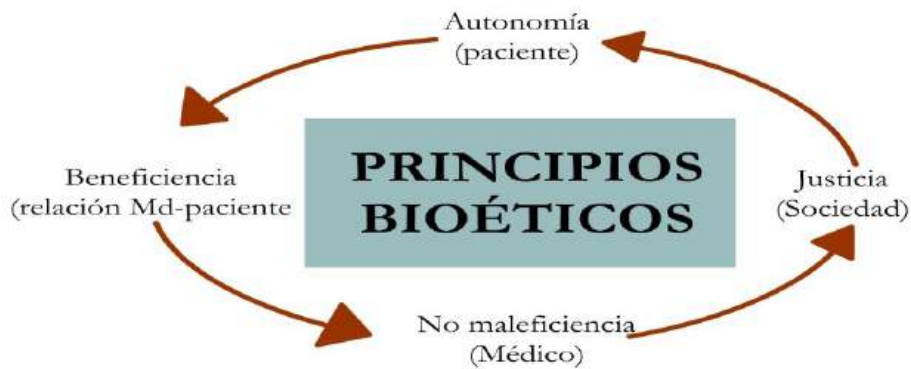 Autonomía
(paciente)
PRINCIPIOS
BIOÉTICOS
Beneficiencia
(relación Md-paciente
Justicia
(Sociedad)
No maleficiencia
(Médico)